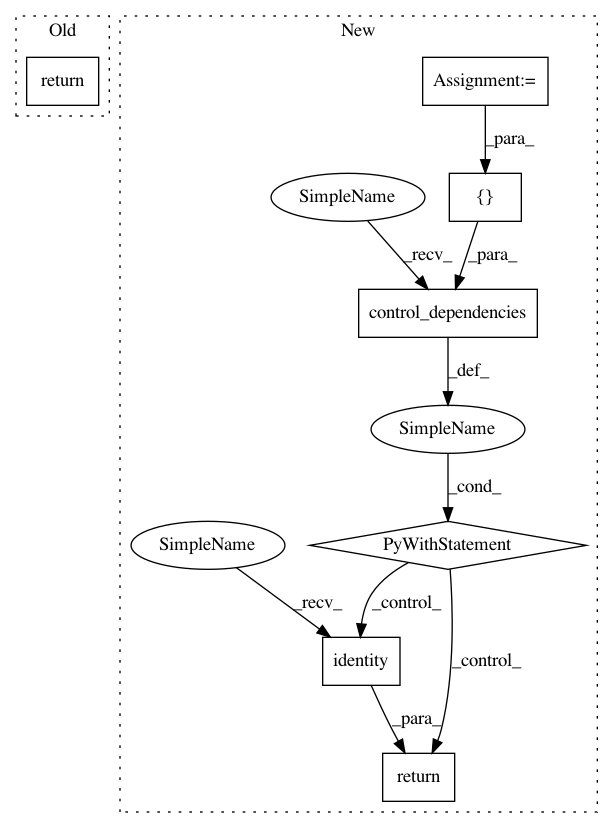 Old
New
return
Assignment:=
_para_
SimpleName
{}
_recv_
_para_
control_dependencies
_def_
SimpleName
_cond_
SimpleName
PyWithStatement
_recv_
_control_
identity
_control_
_para_
return